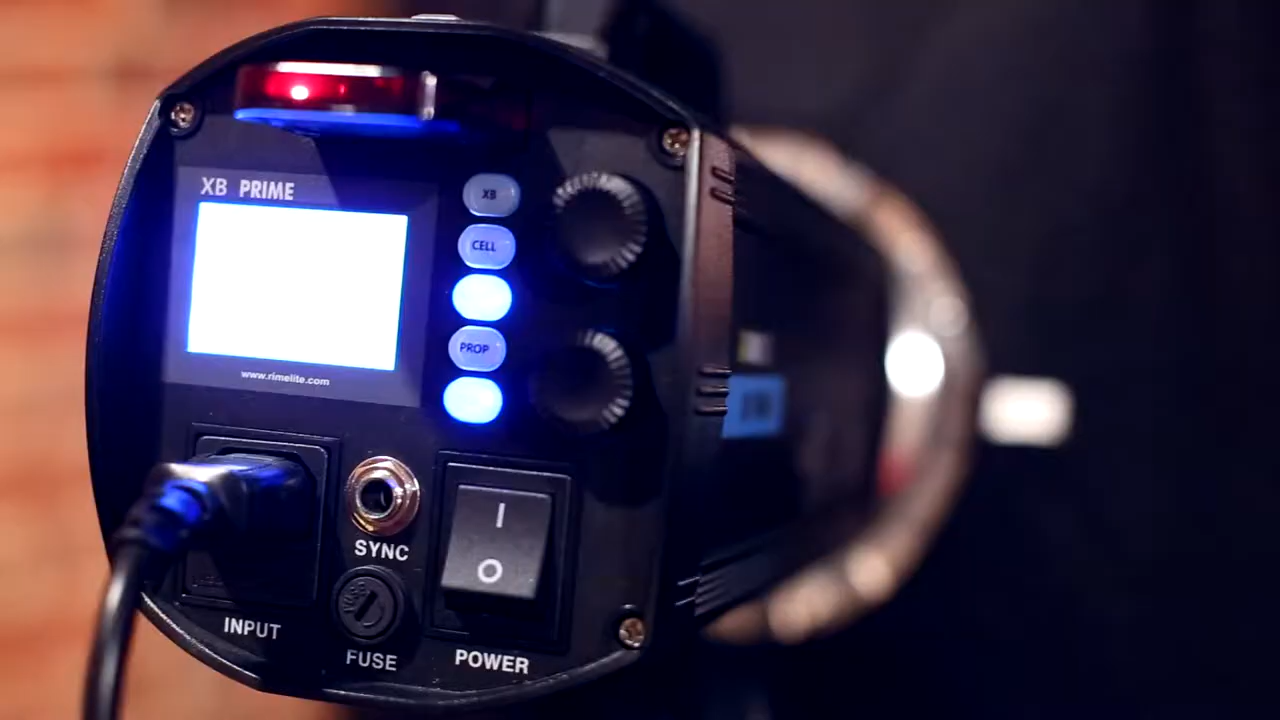 XB PRIME
XB
CELL
PROP
www.rimelite.com
I
O
SYNC
INPUT
FUSE
POWER